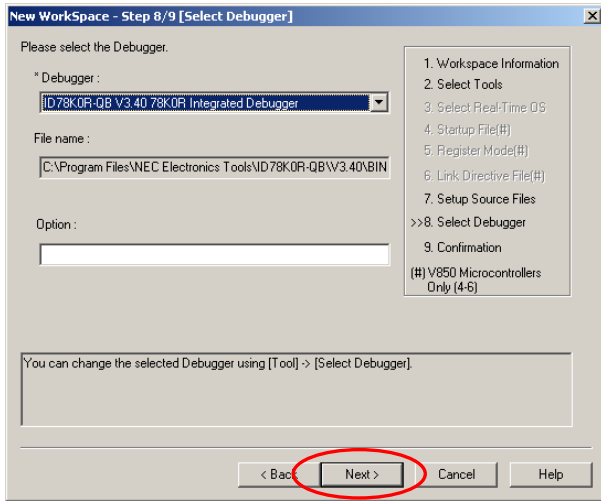 New WorkSpace - Step 8/9 [Select Debugger]
Please select the Debugger.
* Debugger :
ID78K0R-QB V3.40 78K0R Integrated Debugger
File name :
C:\Program Files\NEC Electronics Tools\ID78K0R-QB\V3.40\BIN
Option :
1. Workspace Information
2. Select Tools
3. Select Real-Time OS
4. Startup File(#)
5. Register Mode(#)
6. Link Directive File(#)
7. Setup Source Files
>>8. Select Debugger
9. Confirmation
(#) V850 Microcontrollers
Only (4-6)
You can change the selected Debugger using [Tool] -> [Select Debugger].
< Back
Next >
Cancel
Help